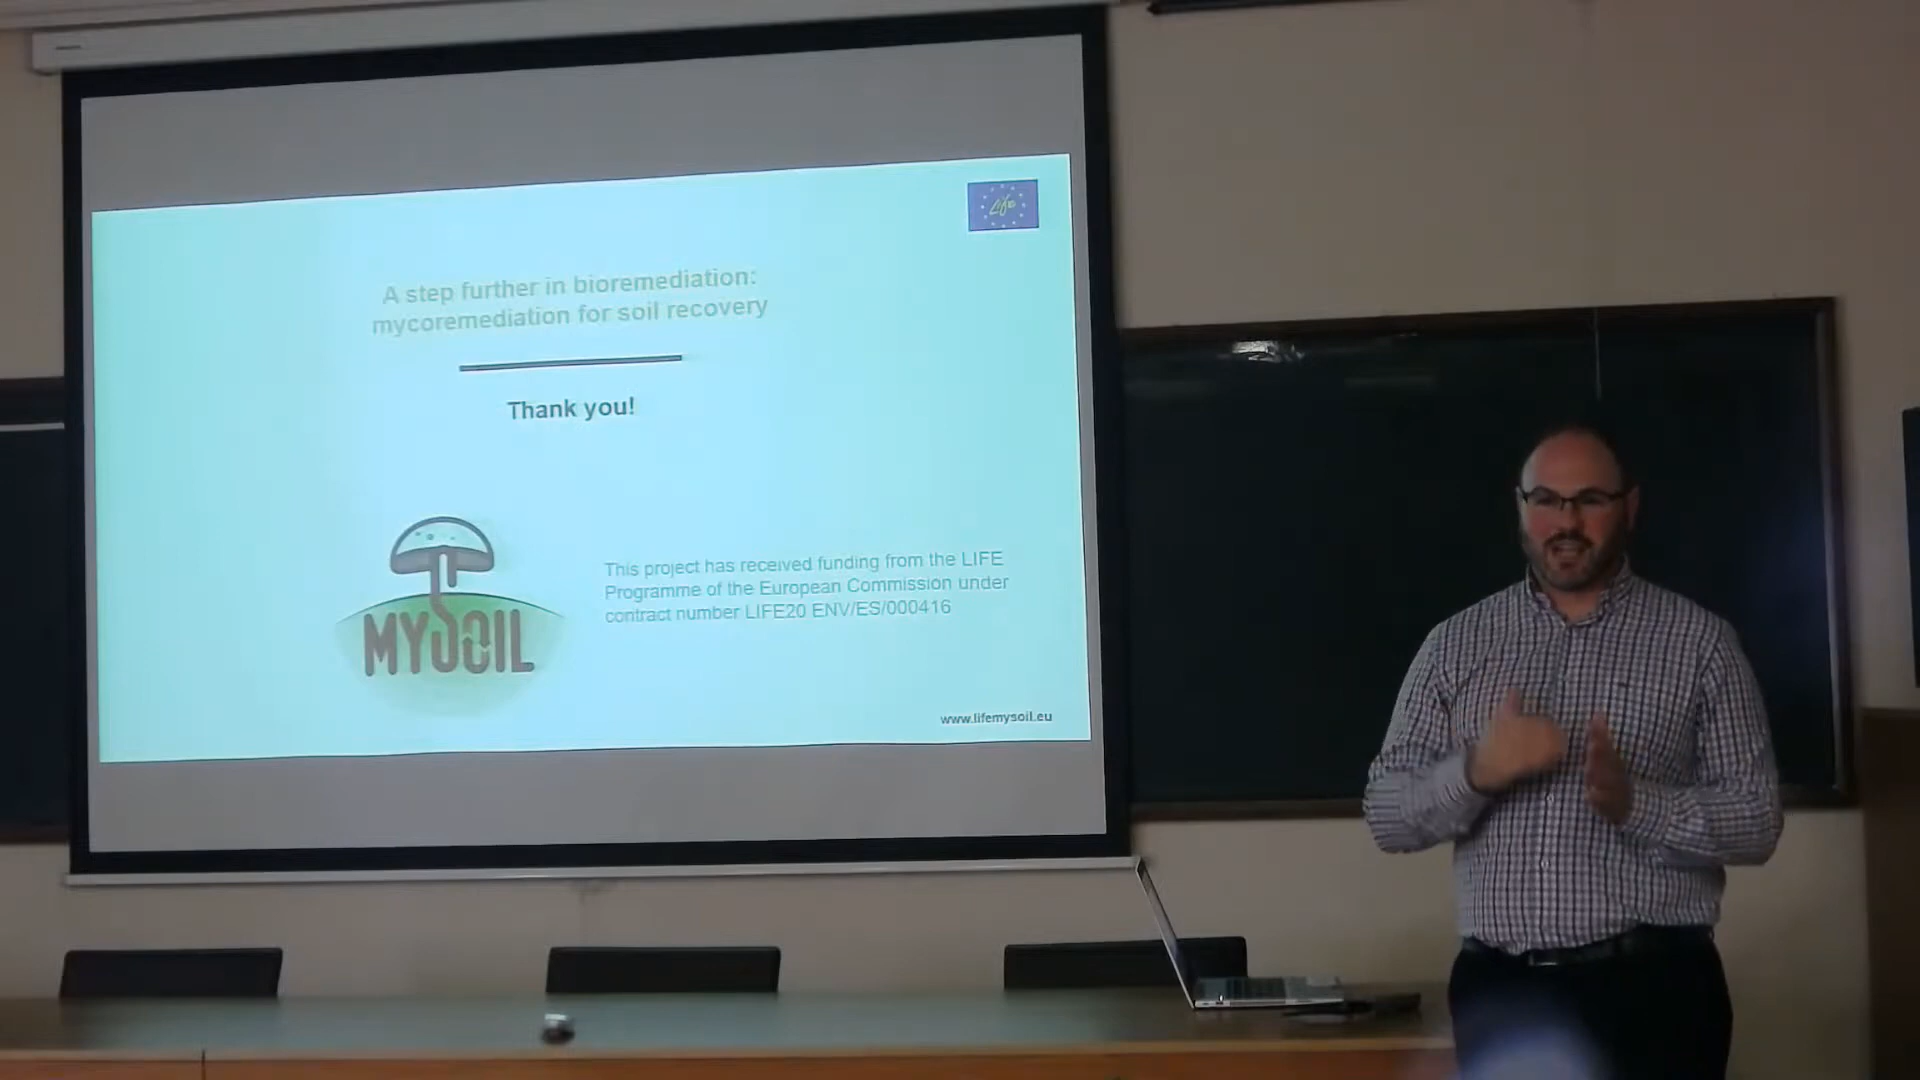 Life
A step further in bioremediation:
mycoremediation for soil recovery
Thank you!
MYSOIL
This project has received funding from the LIFE
Programme of the European Commission under
contract number LIFE20 ENV/ES/000416
www.lifemysoil.eu